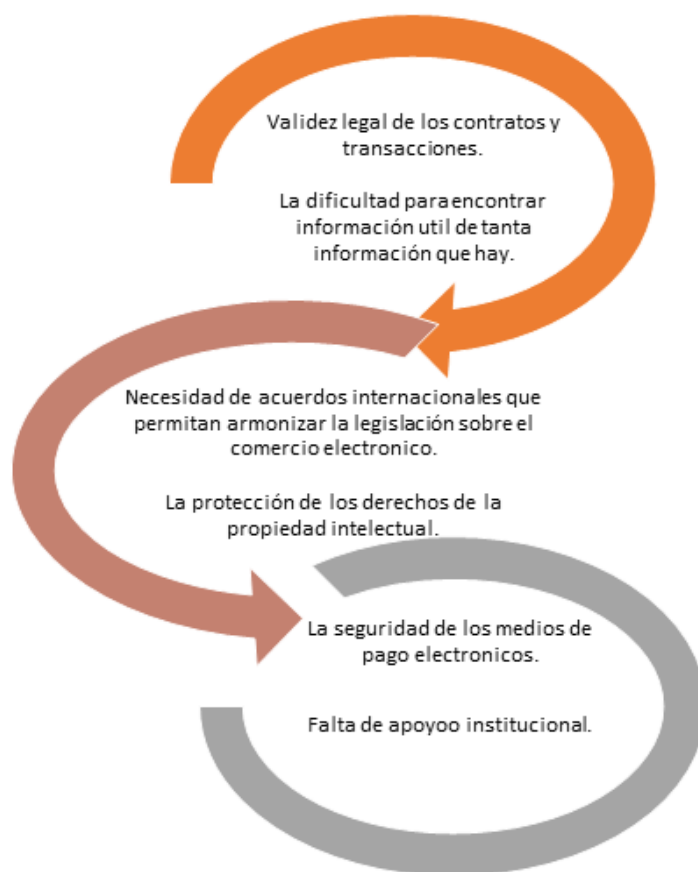 Validez legal de los contratos y
transacciones.
La dificultad para encontrar
información util de tanta
información que hay.
Necesidad de acuerdos internacionales que
permitan armonizar la legislación sobre el
comercio electronico.
La protección de los derechos de la
propiedad intelectual.
La seguridad de los medios de
pago electronicos.
Falta de apoyoo institucional.